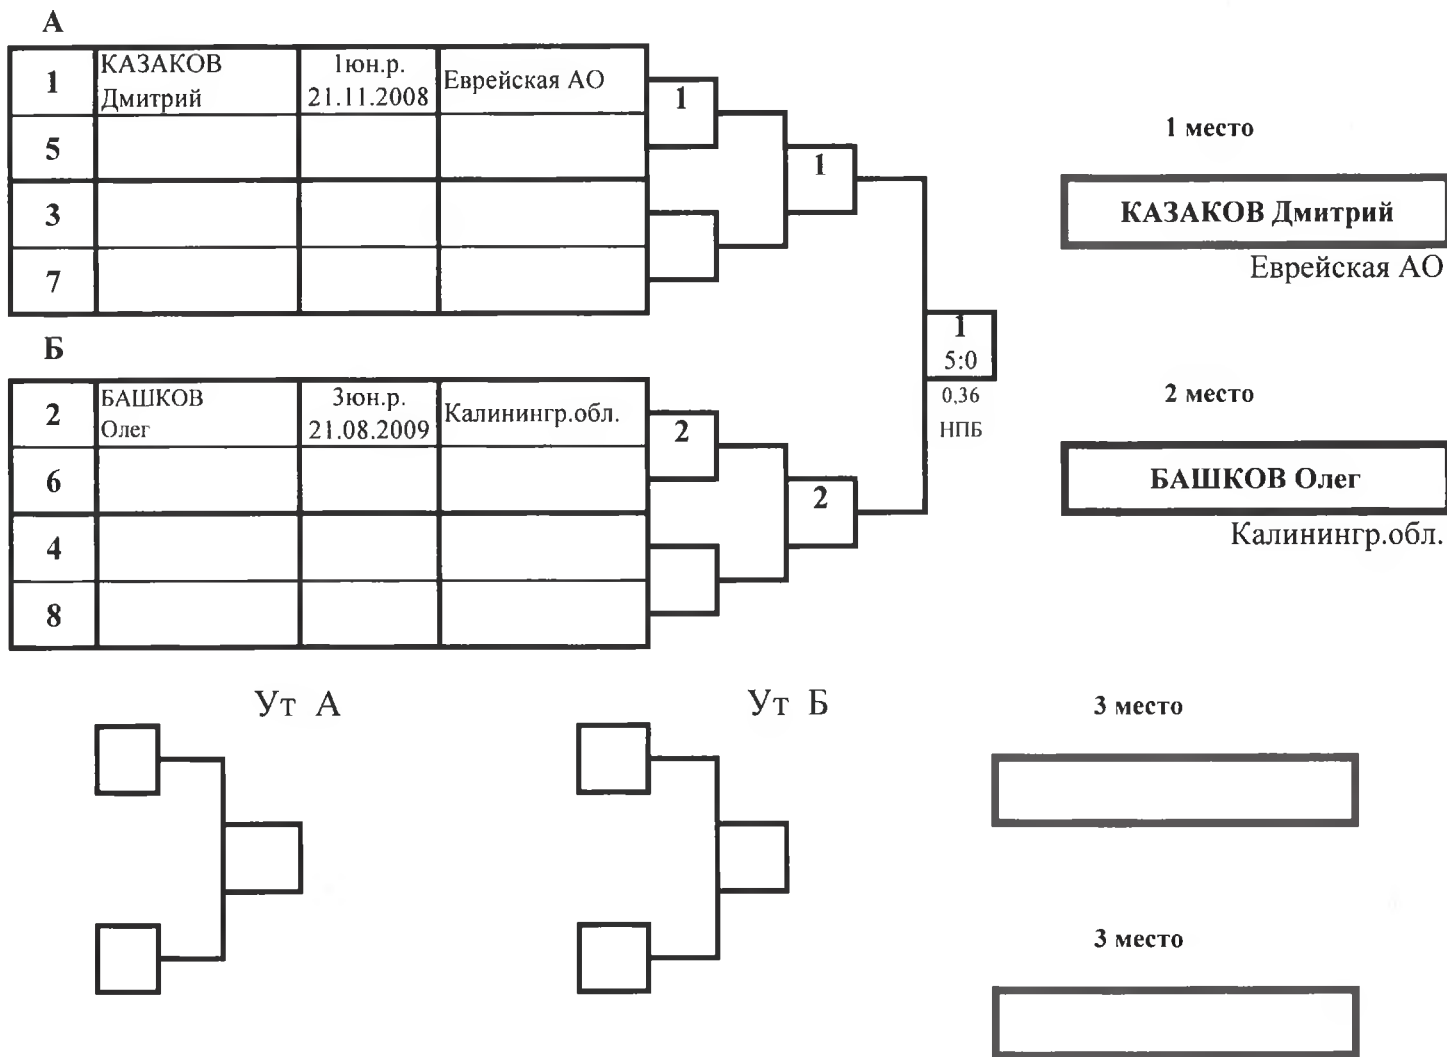 А
1
КАЗАКОВ
Дмитрий
1юн.р.
21.11.2008
Еврейская АО
5
3
7
1
1
Б
2
БАШКОВ
Олег
3юн.р.
21.08.2009
Калинингр.обл.
6
4
8
2
2
1
5:0
0,36
НПБ
1 место
КАЗАКОВ Дмитрий
Еврейская АО
2 место
БАШКОВ Олег
Калинингр.обл.
Ут А
Ут Б
3 место
3 место